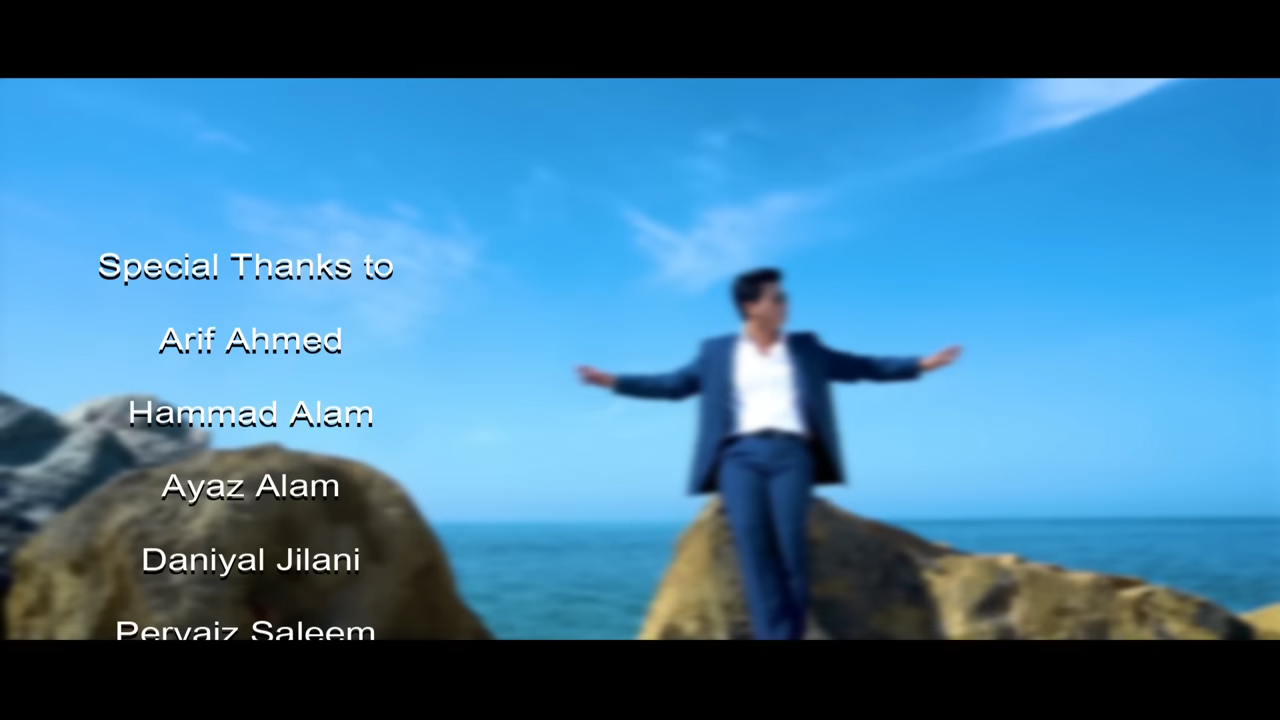 Special Thanks to
Arif Ahmed
Hammad Alam
Ayaz Alam
Daniyal Jilani
Pervaiz Saleem